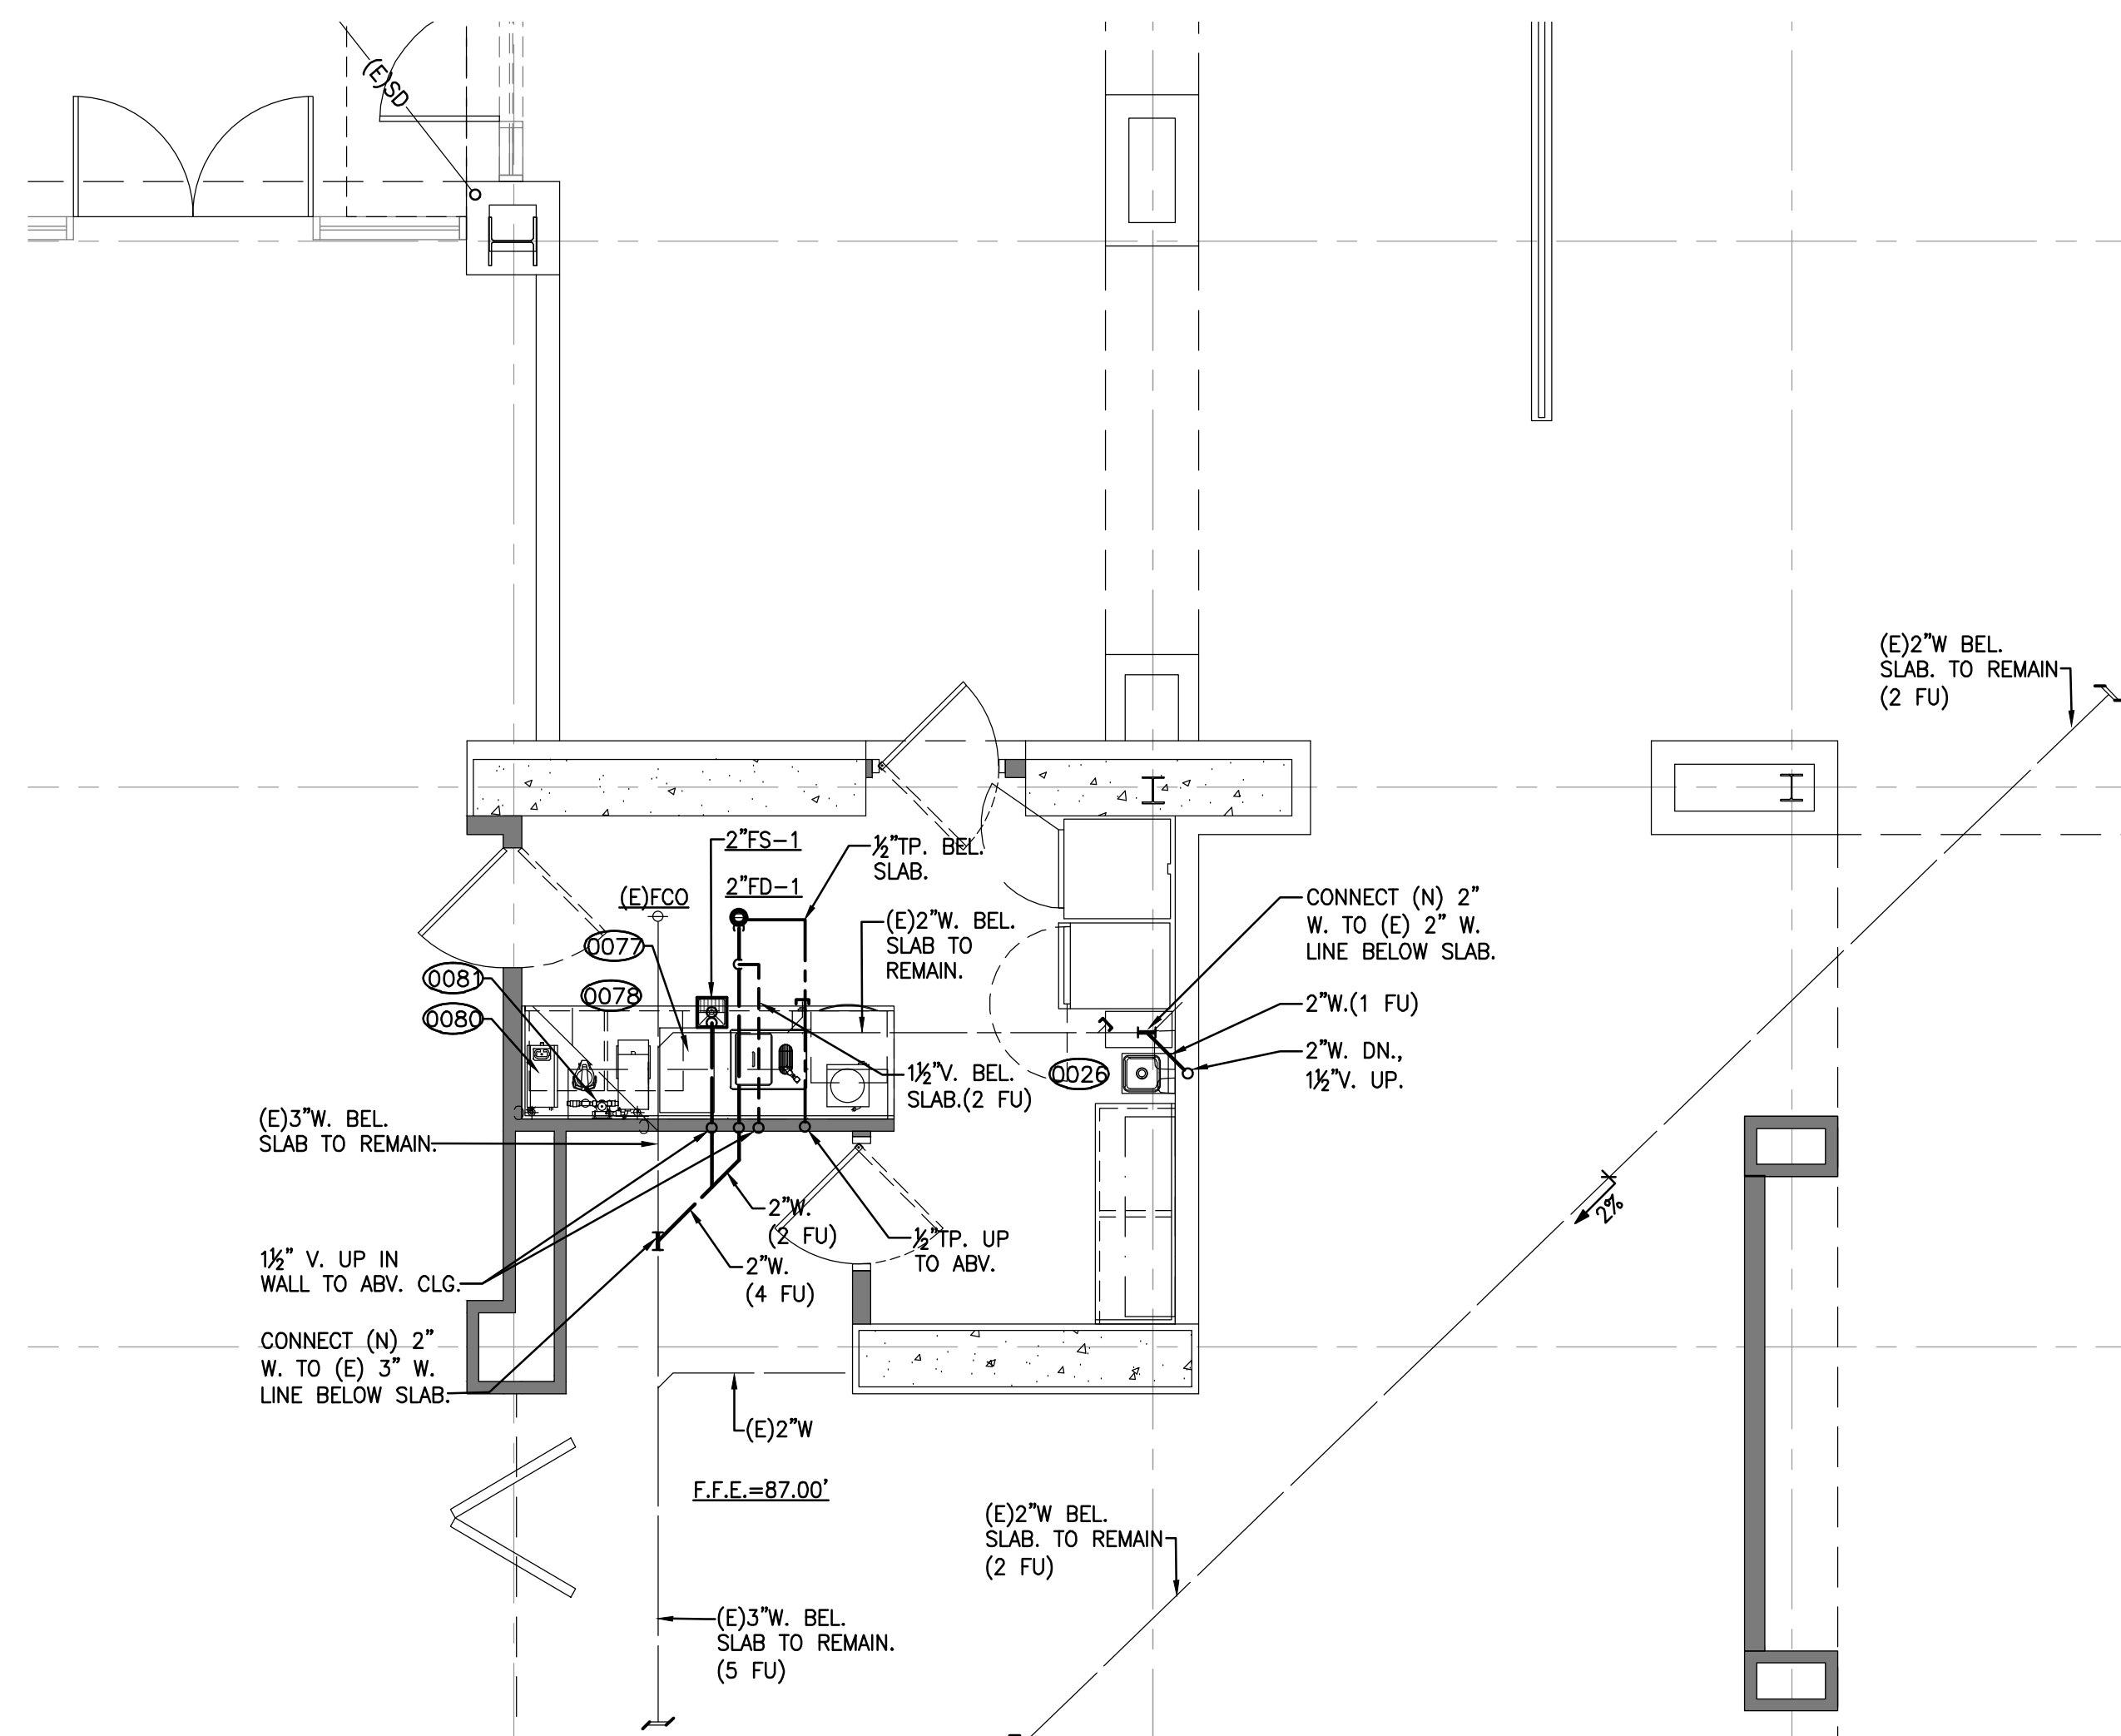 (E)SD
(E)2"W BEL.
SLAB. TO REMAIN
(2 FU)
2"FS-1
½"TP. BEL.
SLAB.
2"FD-1
(E)FCO
(E)2"W. BEL.
SLAB TO
REMAIN.
CONNECT (N) 2"
W. TO (E) 2" W.
LINE BELOW SLAB.
0077
0081
0078
0080
2"W.(1 FU)
2"W. DN.,
1½"V. UP.
0026
1½"V. BEL.
SLAB.(2 FU)
(E)3"W. BEL.
SLAB TO REMAIN.
2%
2"W.
(2 FU)
½"TP. UP
TO ABV.
1½" V. UP IN
WALL TO ABV. CLG.
2"W.
(4 FU)
CONNECT (N) 2"
W. TO (E) 3" W.
LINE BELOW SLAB.
(E)2"W
F.F.E.=87.00'
(E)2"W BEL.
SLAB. TO REMAIN
(2 FU)
(E)3"W. BEL.
SLAB TO REMAIN.
(5 FU)